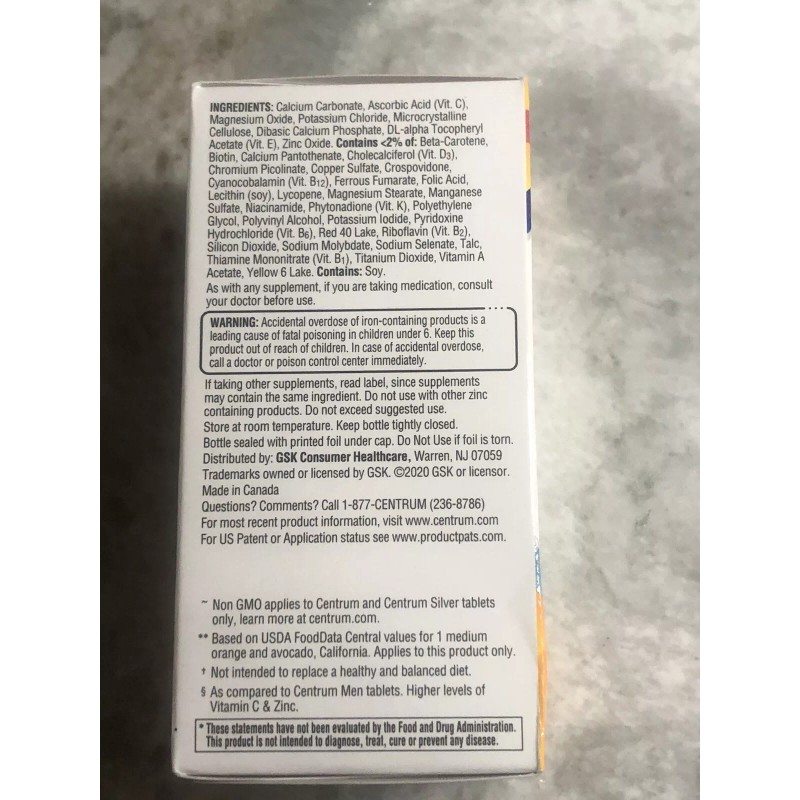 INGREDIENTS: Calcium Carbonate, Ascorbic Acid (Vit. C),
Magnesium Oxide, Potassium Chloride, Microcrystalline
Cellulose, Dibasic Calcium Phosphate, DL-alpha Tocopheryl
Acetate (Vit. E), Zinc Oxide. Contains <2% of: Beta-Carotene,
Biotin, Calcium Pantothenate, Cholecalciferol (Vit. D3),
Chromium Picolinate, Copper Sulfate, Crospovidone,
Cyanocobalamin (Vit. B12), Ferrous Fumarate, Folic Acid,
Lecithin (soy), Lycopene, Magnesium Stearate, Manganese
Sulfate, Niacinamide, Phytonadione (Vit. K), Polyethylene
Glycol, Polyvinyl Alcohol, Potassium Iodide, Pyridoxine
Hydrochloride (Vit. B6), Red 40 Lake, Riboflavin (Vit. B2),
Silicon Dioxide, Sodium Molybdate, Sodium Selenate, Talc,
Thiamine Mononitrate (Vit. B1), Titanium Dioxide, Vitamin A
Acetate, Yellow 6 Lake. Contains: Soy.
As with any supplement, if you are taking medication, consult
your doctor before use.
WARNING: Accidental overdose of iron-containing products is a
leading cause of fatal poisoning in children under 6. Keep this
product out of reach of children. In case of accidental overdose,
call a doctor or poison control center immediately.
If taking other supplements, read label, since supplements
may contain the same ingredient. Do not use with other zinc
containing products. Do not exceed suggested use.
Store at room temperature. Keep bottle tightly closed.
Bottle sealed with printed foil under cap. Do Not Use if foil is torn.
Distributed by: GSK Consumer Healthcare, Warren, NJ 07059
Trademarks owned or licensed by GSK. ©2020 GSK or licensor.
Made in Canada
Questions? Comments? Call 1-877-CENTRUM (236-8786)
For most recent product information, visit www.centrum.com
For US Patent or Application status see www.productpats.com.
~ Non GMO applies to Centrum and Centrum Silver tablets
only, learn more at centrum.com.
** Based on USDA FoodData Central values for 1 medium
orange and avocado, California. Applies to this product only.
† Not intended to replace a healthy and balanced diet.
§ As compared to Centrum Men tablets. Higher levels of
Vitamin C & Zinc.
* These statements have not been evaluated by the Food and Drug Administration.
This product is not intended to diagnose, treat, cure or prevent any disease.